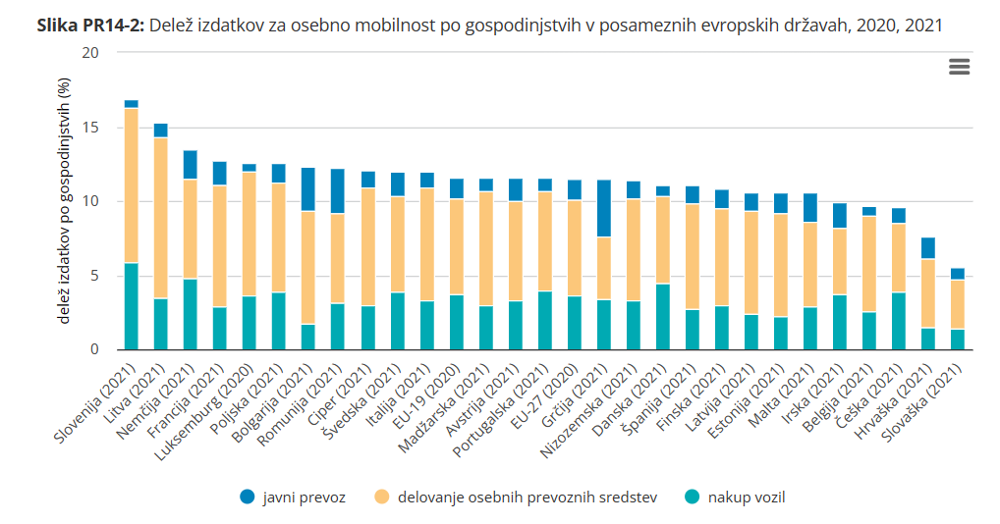 Slika PR14-2: Delež izdatkov za osebno mobilnost po gospodinjstvih v posameznih evropskih državah, 2020, 2021
delež izdatkov po gospodinjstvih (%)
20
15
10
5
0
Slovenija (2021)
Litva (2021)
Nemčija (2021)
Francija (2021)
Luksemburg (2020)
Poljska (2021)
Bolgarija (2021)
Romunija (2021)
Ciper (2021)
Švedska (2021)
Italija (2021)
EU-19 (2020)
Madžarska (2021)
Avstrija (2021)
Portugalska (2021)
EU-27 (2020)
Grčija (2021)
Nizozemska (2021)
Danska (2021)
Španija (2021)
Finska (2021)
Latvija (2021)
Estonija (2021)
Malta (2021)
Irska (2021)
Belgija (2021)
Češka (2021)
Hrvaška (2021)
Slovaška (2021)
javni prevoz
delovanje osebnih prevoznih sredstev
nakup vozil